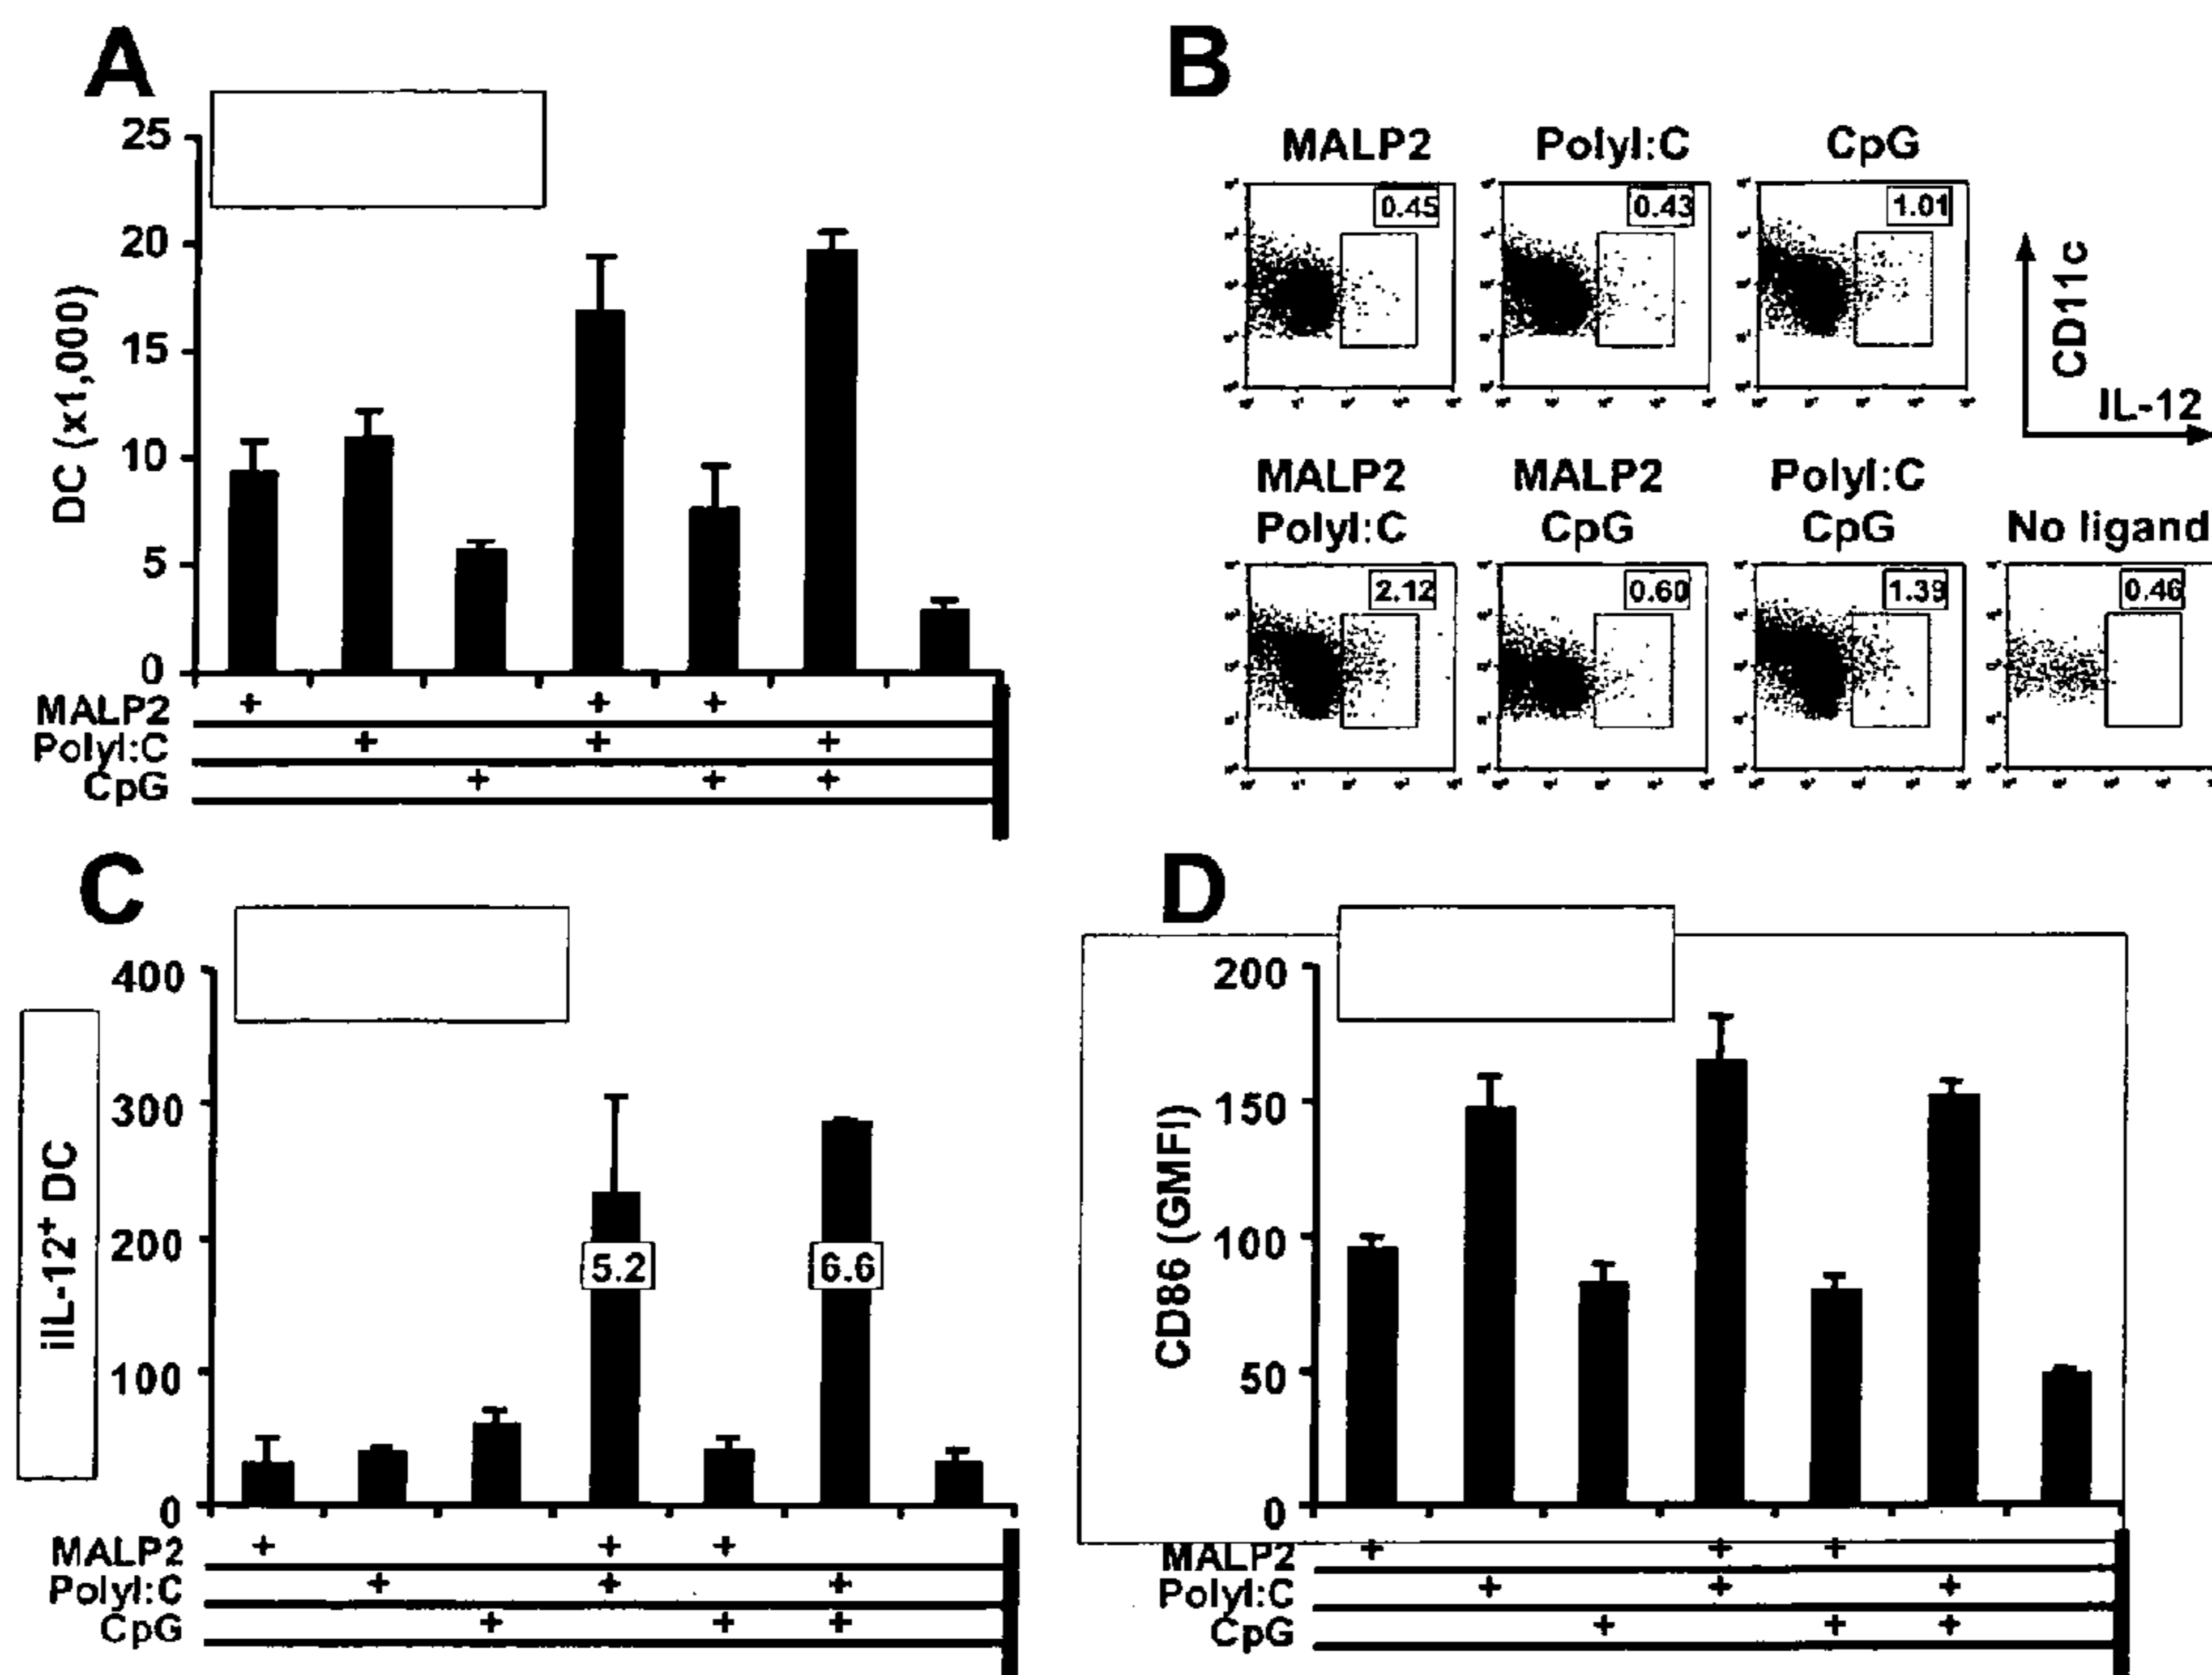 A
25
20
15
10
5
0
DC (x1,000)
MALP2 + + +
PolyI:C + + +
CpG + + +
B
MALP2 PolyI:C CpG
0.45 0.43 1.01
CD11c
IL-12
MALP2 MALP2 PolyI:C
PolyI:C CpG CpG No ligand
2.12 0.60 1.39 0.46
C
400
300
200
100
0
iIL-12⁺ DC
5.2 6.6
MALP2 + + +
PolyI:C + + +
CpG + + +
D
200
150
100
50
0
CD86 (GMFI)
MALP2 + + +
PolyI:C + + +
CpG + + +